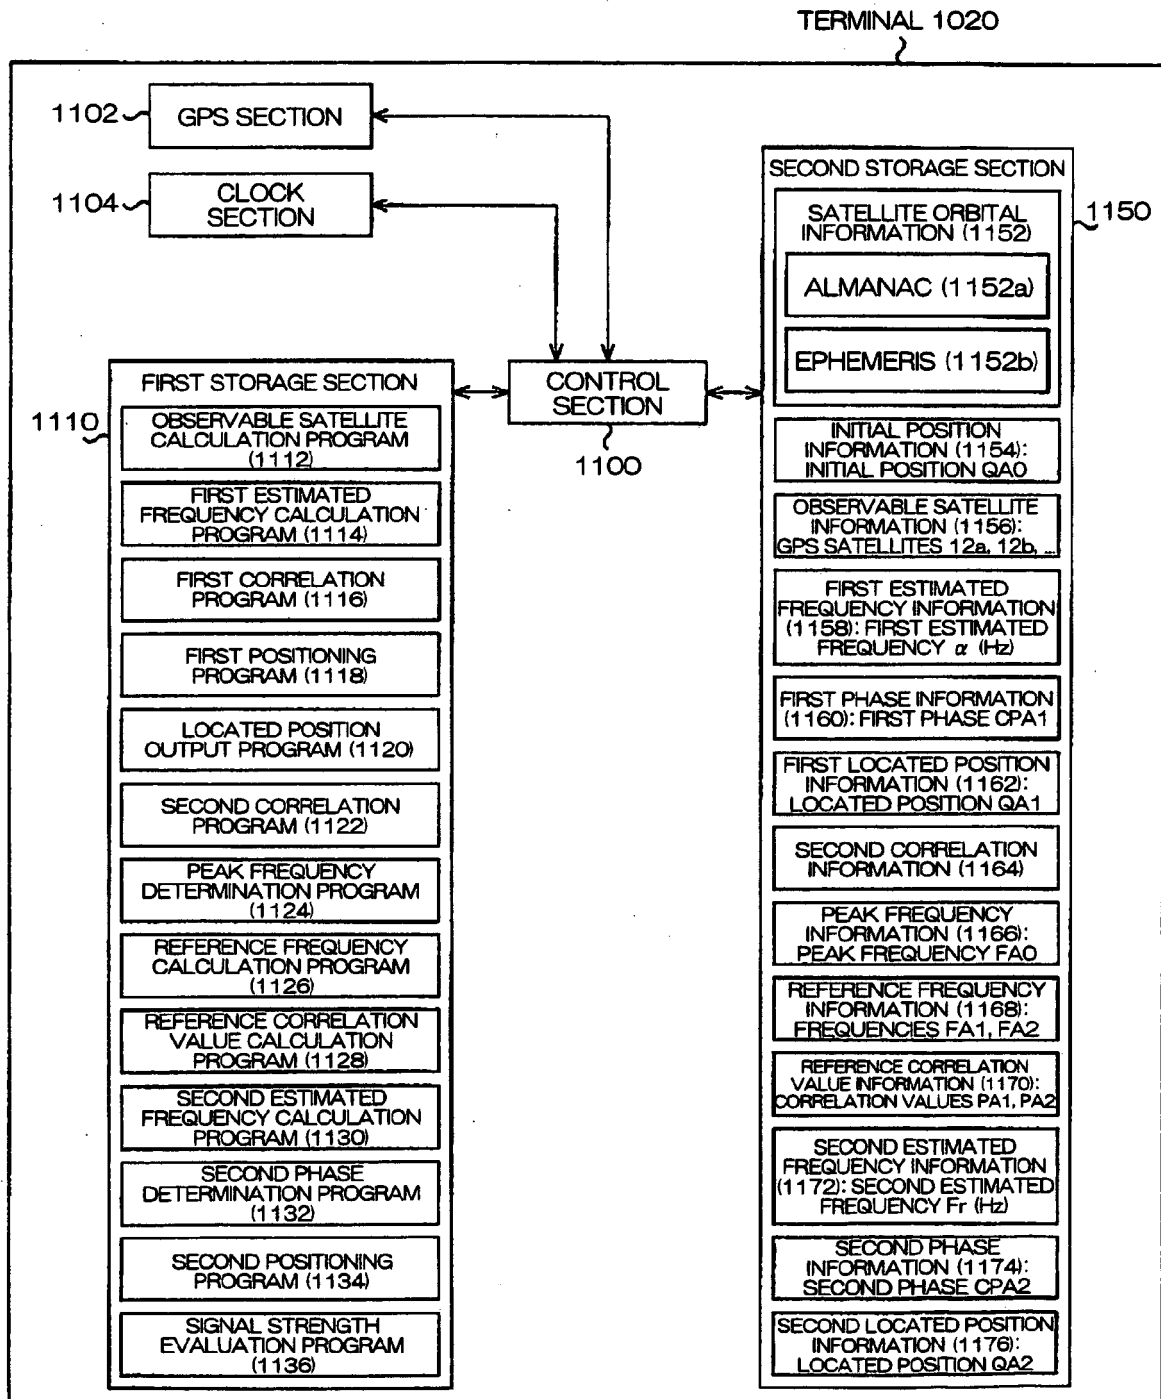 TERMINAL 1020
1102
GPS SECTION
1104
CLOCK
SECTION
CONTROL
SECTION
1100
1110
FIRST STORAGE SECTION
OBSERVABLE SATELLITE
CALCULATION PROGRAM
(1112)
FIRST ESTIMATED
FREQUENCY CALCULATION
PROGRAM (1114)
FIRST CORRELATION
PROGRAM (1116)
FIRST POSITIONING
PROGRAM (1118)
LOCATED POSITION
OUTPUT PROGRAM (1120)
SECOND CORRELATION
PROGRAM (1122)
PEAK FREQUENCY
DETERMINATION PROGRAM
(1124)
REFERENCE FREQUENCY
CALCULATION PROGRAM
(1126)
REFERENCE CORRELATION
VALUE CALCULATION
PROGRAM (1128)
SECOND ESTIMATED
FREQUENCY CALCULATION
PROGRAM (1130)
SECOND PHASE
DETERMINATION PROGRAM
(1132)
SECOND POSITIONING
PROGRAM (1134)
SIGNAL STRENGTH
EVALUATION PROGRAM
(1136)
SECOND STORAGE SECTION
1150
SATELLITE ORBITAL
INFORMATION (1152)
ALMANAC (1152a)
EPHEMERIS (1152b)
INITIAL POSITION
INFORMATION (1154):
INITIAL POSITION QA0
OBSERVABLE SATELLITE
INFORMATION (1156):
GPS SATELLITES 12a, 12b, ...
FIRST ESTIMATED
FREQUENCY INFORMATION
(1158): FIRST ESTIMATED
FREQUENCY α (Hz)
FIRST PHASE INFORMATION
(1160): FIRST PHASE CPA1
FIRST LOCATED POSITION
INFORMATION (1162):
LOCATED POSITION QA1
SECOND CORRELATION
INFORMATION (1164)
PEAK FREQUENCY
INFORMATION (1166):
PEAK FREQUENCY FA0
REFERENCE FREQUENCY
INFORMATION (1168):
FREQUENCIES FA1, FA2
REFERENCE CORRELATION
VALUE INFORMATION (1170):
CORRELATION VALUES PA1, PA2
SECOND ESTIMATED
FREQUENCY INFORMATION
(1172): SECOND ESTIMATED
FREQUENCY Fr (Hz)
SECOND PHASE
INFORMATION (1174):
SECOND PHASE CPA2
SECOND LOCATED POSITION
INFORMATION (1176):
LOCATED POSITION QA2